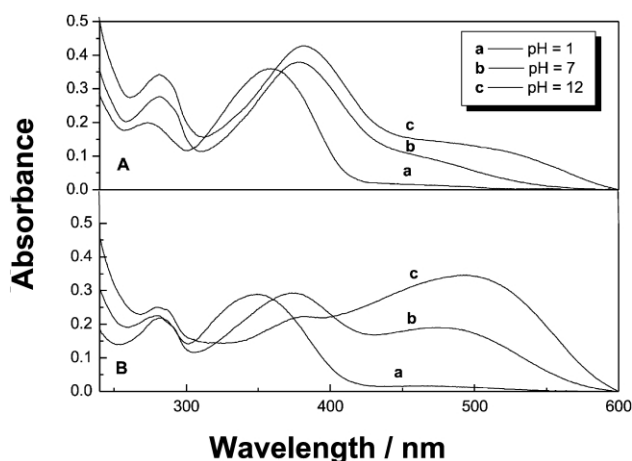 Absorbance
0.5
0.4
0.3
0.2
0.1
0.0
A
c
b
a
a pH = 1
b pH = 7
c pH = 12
0.5
0.4
0.3
0.2
0.1
0.0
B
c
b
a
300 400 500 600
Wavelength / nm